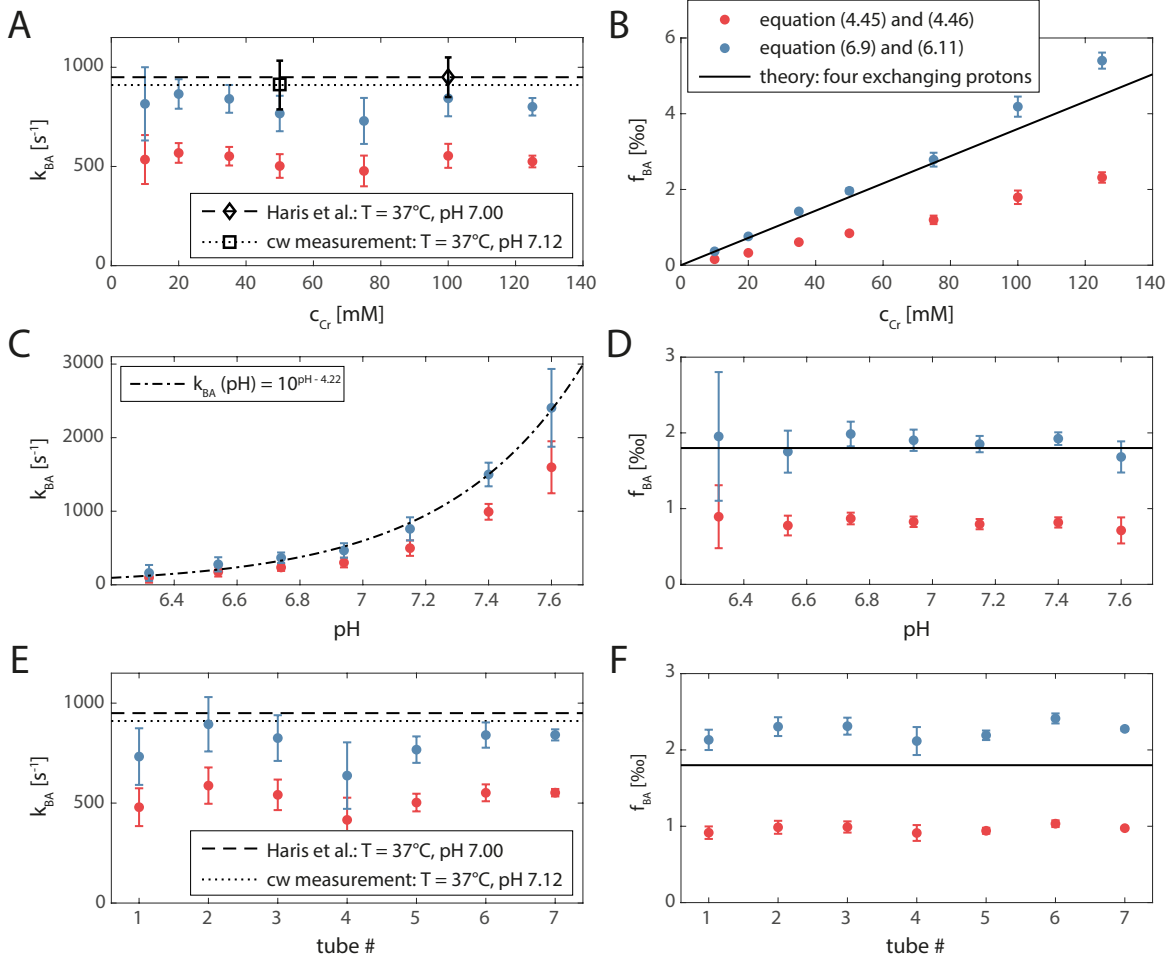 A
k_BA [s⁻¹]
1000
500
0
0 20 40 60 80 100 120 140
c_Cr [mM]
Haris et al.: T = 37°C, pH 7.00
cw measurement: T = 37°C, pH 7.12
B
equation (4.45) and (4.46)
equation (6.9) and (6.11)
theory: four exchanging protons
f_BA [‰]
6
4
2
0
0 20 40 60 80 100 120 140
c_Cr [mM]
C
k_BA (pH) = 10^(pH - 4.22)
k_BA [s⁻¹]
3000
2000
1000
0
6.4 6.6 6.8 7 7.2 7.4 7.6
pH
D
f_BA [‰]
3
2
1
0
6.4 6.6 6.8 7 7.2 7.4 7.6
pH
E
k_BA [s⁻¹]
1000
500
0
Haris et al.: T = 37°C, pH 7.00
cw measurement: T = 37°C, pH 7.12
1 2 3 4 5 6 7
tube #
F
f_BA [‰]
3
2
1
0
1 2 3 4 5 6 7
tube #